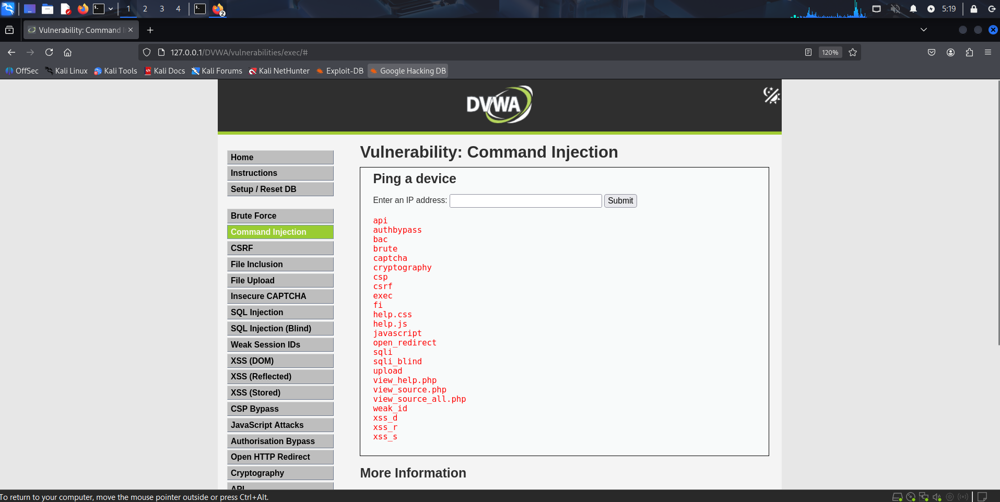 1 2 3 4 2 5:19
Vulnerability: Command I
127.0.0.1/DVWA/vulnerabilities/exec/# 120%
OffSec Kali Linux Kali Tools Kali Docs Kali Forums Kali NetHunter Exploit-DB Google Hacking DB
DVWA
Home
Instructions
Setup / Reset DB
Brute Force
Command Injection
CSRF
File Inclusion
File Upload
Insecure CAPTCHA
SQL Injection
SQL Injection (Blind)
Weak Session IDs
XSS (DOM)
XSS (Reflected)
XSS (Stored)
CSP Bypass
JavaScript Attacks
Authorisation Bypass
Open HTTP Redirect
Cryptography
API
Vulnerability: Command Injection
Ping a device
Enter an IP address: Submit
api
authbypass
bac
brute
captcha
cryptography
csp
csrf
exec
fi
help.css
help.js
javascript
open_redirect
sqli
sqli_blind
upload
view_help.php
view_source.php
view_source_all.php
weak_id
xss_d
xss_r
xss_s
More Information
To return to your computer, move the mouse pointer outside or press Ctrl+Alt.